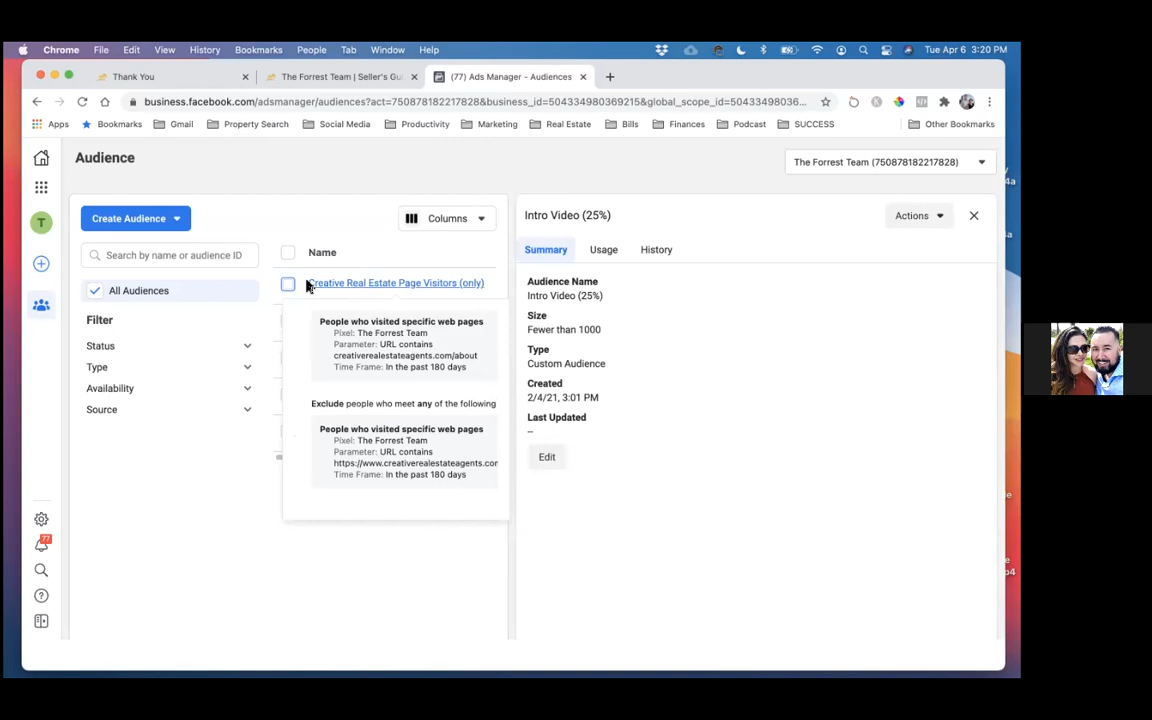 Chrome File Edit View History Bookmarks People Tab Window Help Tue Apr 6 3:20 PM
Thank You
The Forrest Team | Seller's Gu
(77) Ads Manager - Audiences
business.facebook.com/adsmanager/audiences?act=750878182217828&business_id=504334980369215&global_scope_id=50433498036...
Apps Bookmarks Gmail Property Search Social Media Productivity Marketing Real Estate Bills Finances Podcast SUCCESS Other Bookmarks
Audience
The Forrest Team (750878182217828)
T
Create Audience
Columns
Search by name or audience ID
Name
All Audiences
Creative Real Estate Page Visitors (only)
Filter
Status
Type
Availability
Source
People who visited specific web pages
Pixel: The Forrest Team
Parameter: URL contains
creativerealestateagents.com/about
Time Frame: In the past 180 days
Exclude people who meet any of the following
People who visited specific web pages
Pixel: The Forrest Team
Parameter: URL contains
https://www.creativerealestateagents.cor
Time Frame: In the past 180 days
Intro Video (25%)
Actions
Summary Usage History
Audience Name
Intro Video (25%)
Size
Fewer than 1000
Type
Custom Audience
Created
2/4/21, 3:01 PM
Last Updated
--
Edit
77